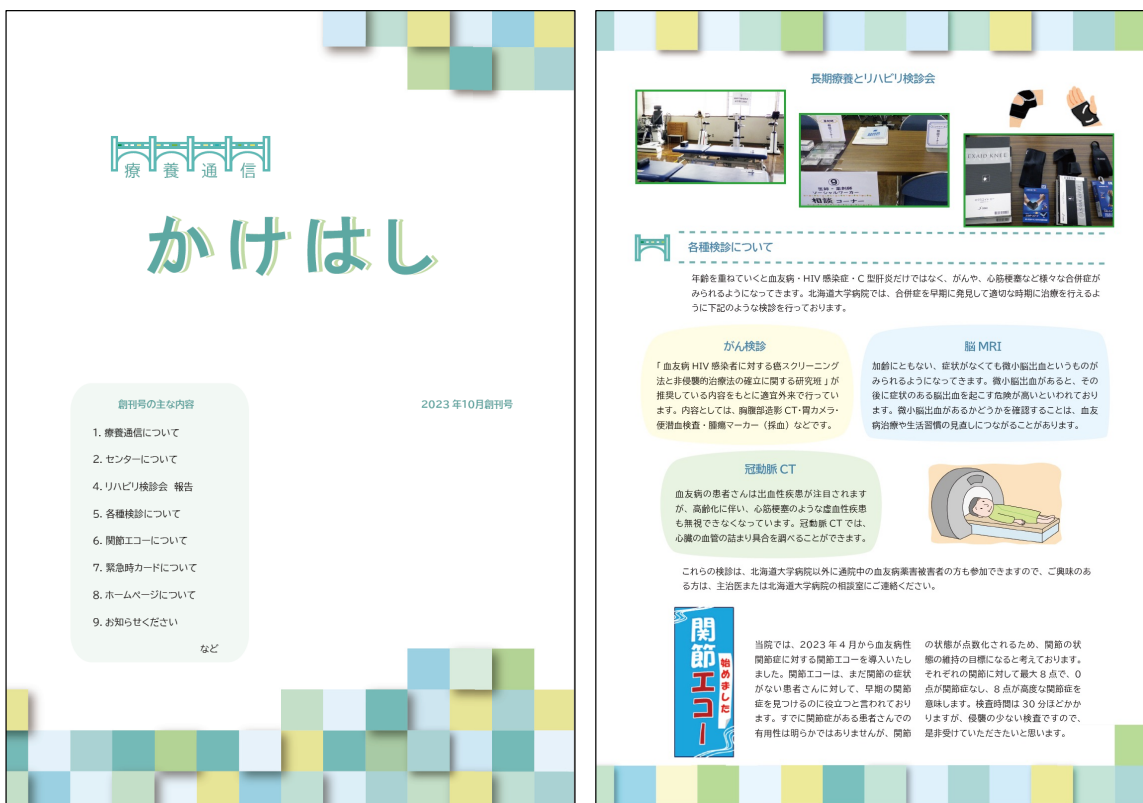 療養通信
かけはし
創刊号の主な内容
1. 療養通信について
2. センターについて
4. リハビリ検診会 報告
5. 各種検診について
6. 関節エコーについて
7. 緊急時カードについて
8. ホームページについて
9. お知らせください
など
2023年10月創刊号
長期療養とリハビリ検診会
⑨
相談 コーナー
EXAID KNEE
各種検診について
年齢を重ねていくと血友病・HIV 感染症・C 型肝炎だけではなく、がんや、心筋梗塞など様々な合併症が
みられるようになってきます。北海道大学病院では、合併症を早期に発見して適切な時期に治療を行えるよ
うに下記のような検診を行っております。
がん検診
「血友病 HIV 感染者に対する癌スクリーニング
法と非侵襲的治療法の確立に関する研究班」が
推奨している内容をもとに適宜外来で行ってい
ます。内容としては、胸腹部造影 CT・胃カメラ・
便潜血検査・腫瘍マーカー（採血）などです。
脳 MRI
加齢にともない、症状がなくても微小脳出血というものが
みられるようになってきます。微小脳出血があると、その
後に症状のある脳出血を起こす危険が高いといわれており
ます。微小脳出血があるかどうかを確認することは、血友
病治療や生活習慣の見直しにつながることがあります。
冠動脈 CT
血友病の患者さんは出血性疾患が注目されます
が、高齢化に伴い、心筋梗塞のような虚血性疾患
も無視できなくなっています。冠動脈 CT では、
心臓の血管の詰まり具合を調べることができます。
これらの検診は、北海道大学病院以外に通院中の血友病薬害被害者の方も参加できますので、ご興味のあ
る方は、主治医または北海道大学病院の相談室にご連絡ください。
関節エコー
始めました
当院では、2023 年 4 月から血友病性
関節症に対する関節エコーを導入いたし
ました。関節エコーは、まだ関節の症状
がない患者さんに対して、早期の関節
症を見つけるのに役立つと言われており
ます。すでに関節症がある患者さんでの
有用性は明らかではありませんが、関節
の状態が点数化されるため、関節の状
態の維持の目標になると考えております。
それぞれの関節に対して最大 8 点で、0
点が関節症なし、8 点が高度な関節症を
意味します。検査時間は 30 分ほどかか
りますが、侵襲の少ない検査ですので、
是非受けていただきたいと思います。